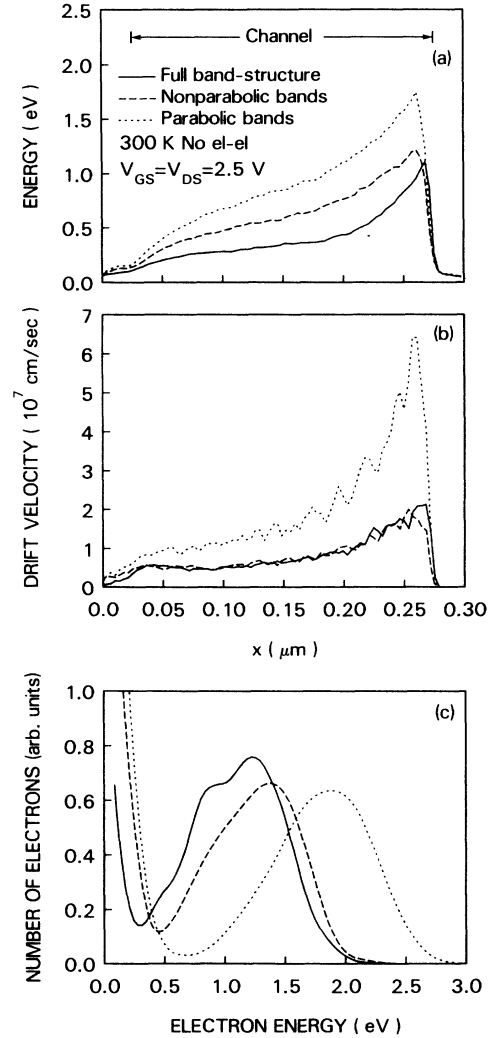 Channel
(a)
2.5
2.0
1.5
1.0
0.5
0.0
ENERGY ( eV )
Full band-structure
Nonparabolic bands
Parabolic bands
300 K No el-el
V_GS=V_DS=2.5 V
(b)
7
6
5
4
3
2
1
0
DRIFT VELOCITY ( 10^7 cm/sec)
0.0 0.05 0.10 0.15 0.20 0.25 0.30
x ( μm )
(c)
1.0
0.8
0.6
0.4
0.2
0.0
NUMBER OF ELECTRONS (arb. units)
0.0 0.5 1.0 1.5 2.0 2.5 3.0
ELECTRON ENERGY ( eV )